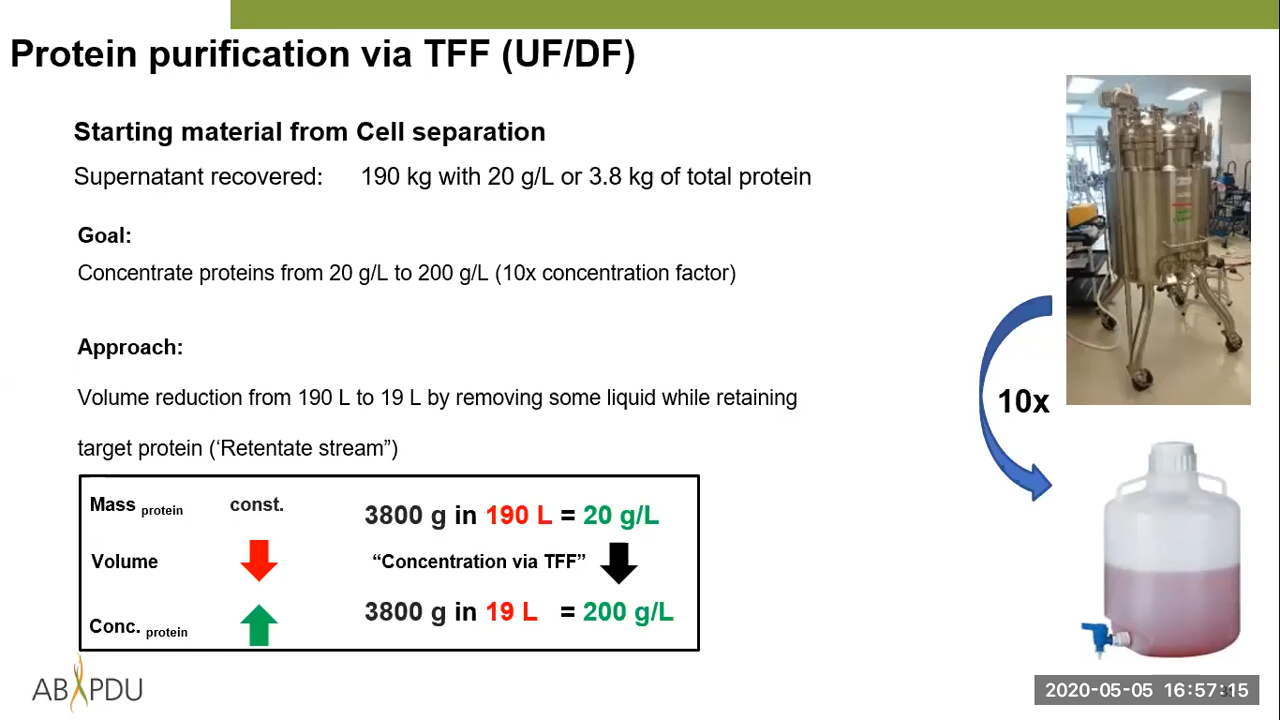 Protein purification via TFF (UF/DF)
Starting material from Cell separation
Supernatant recovered: 190 kg with 20 g/L or 3.8 kg of total protein
Goal:
Concentrate proteins from 20 g/L to 200 g/L (10x concentration factor)
Approach:
Volume reduction from 190 L to 19 L by removing some liquid while retaining
target protein (‘Retentate stream”)
10x
Mass protein const. 3800 g in 190 L = 20 g/L
Volume “Concentration via TFF”
Conc. protein 3800 g in 19 L = 200 g/L
ABPDU
2020-05-05 16:57:15